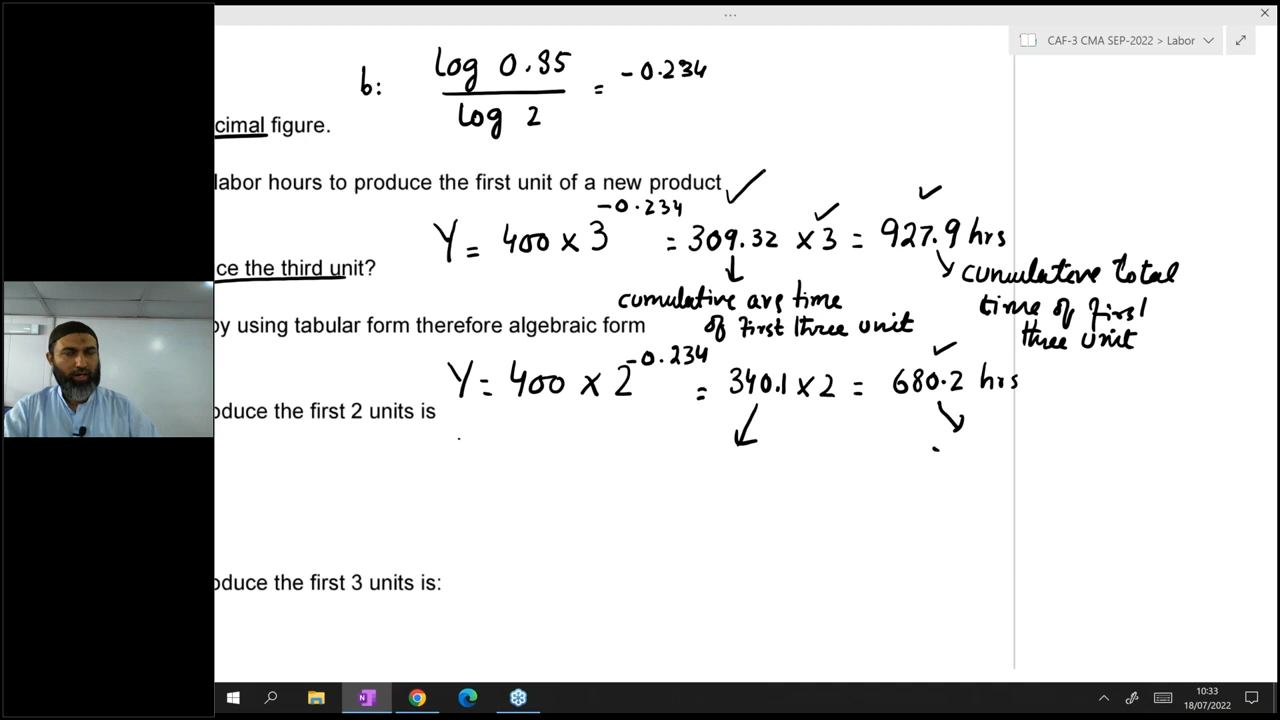 CAF-3 CMA SEP-2022 > Labor
b: log 0.85 / log 2 = -0.234
cimal figure.
labor hours to produce the first unit of a new product
Y = 400 × 3^-0.234 = 309.32 × 3 = 927.9 hrs
ce the third unit?
cumulative avg time
of first three unit
cumulative total
time of first
three unit
by using tabular form therefore algebraic form
Y = 400 × 2^-0.234 = 340.1 × 2 = 680.2 hrs
oduce the first 2 units is
oduce the first 3 units is:
10:33
18/07/2022